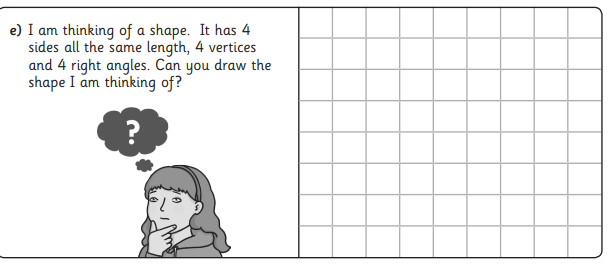 e) I am thinking of a shape. It has 4
sides all the same length, 4 vertices
and 4 right angles. Can you draw the
shape I am thinking of?
?